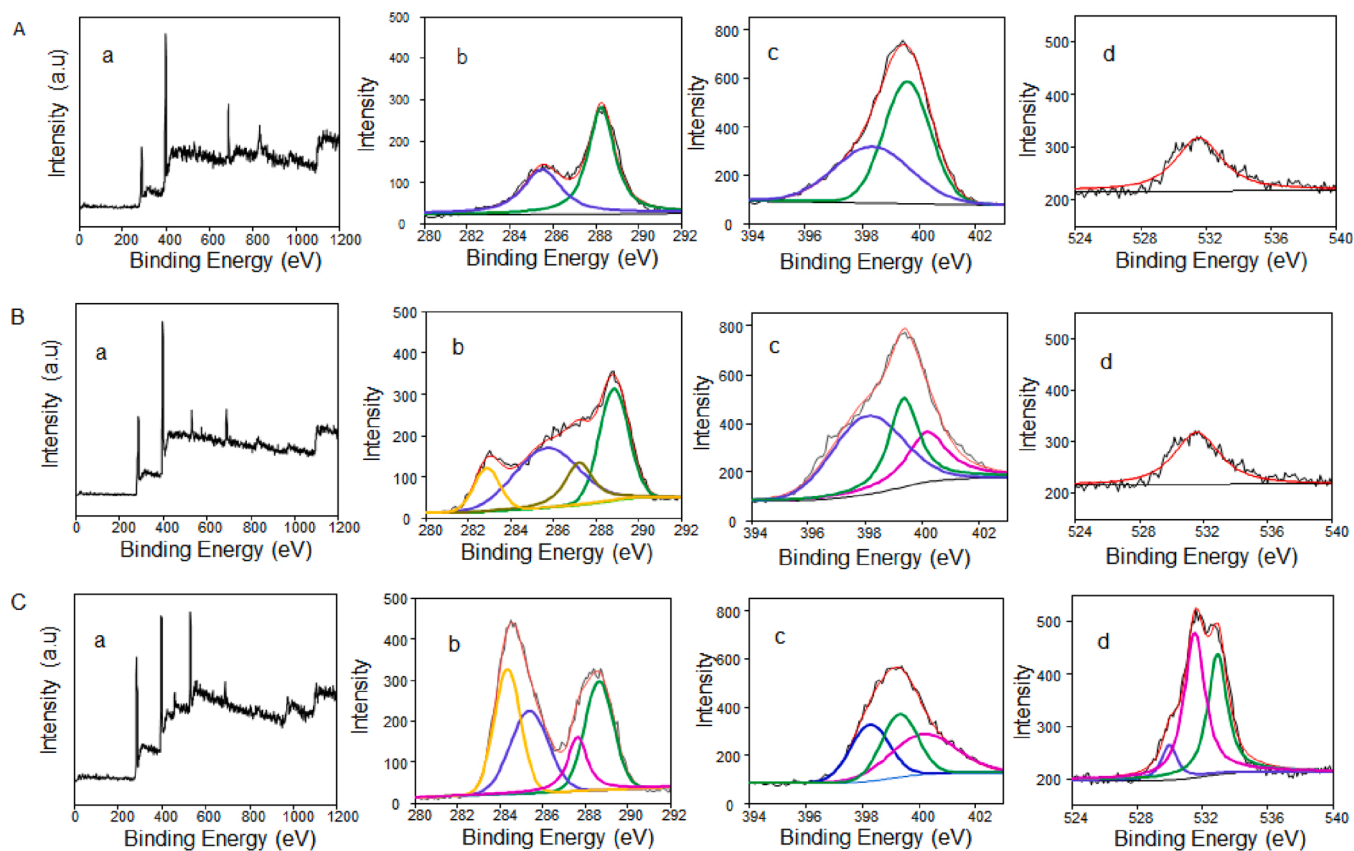 A
a
Intensity (a.u)
0 200 400 600 800 1000 1200
Binding Energy (eV)
b
Intensity
500
400
300
200
100
0
280 282 284 286 288 290 292
Binding Energy (eV)
c
Intensity
800
600
400
200
0
394 396 398 400 402
Binding Energy (eV)
d
Intensity
500
400
300
200
524 528 532 536 540
Binding Energy (eV)
B
a
Intensity (a.u)
0 200 400 600 800 1000 1200
Binding Energy (eV)
b
Intensity
500
400
300
200
100
0
280 282 284 286 288 290 292
Binding Energy (eV)
c
Intensity
800
600
400
200
0
394 396 398 400 402
Binding Energy (eV)
d
Intensity
500
400
300
200
524 528 532 536 540
Binding Energy (eV)
C
a
Intensity (a.u)
0 200 400 600 800 1000 1200
Binding Energy (eV)
b
Intensity
500
400
300
200
100
0
280 282 284 286 288 290 292
Binding Energy (eV)
c
Intensity
800
600
400
200
0
394 396 398 400 402
Binding Energy (eV)
d
Intensity
500
400
300
200
524 528 532 536 540
Binding Energy (eV)